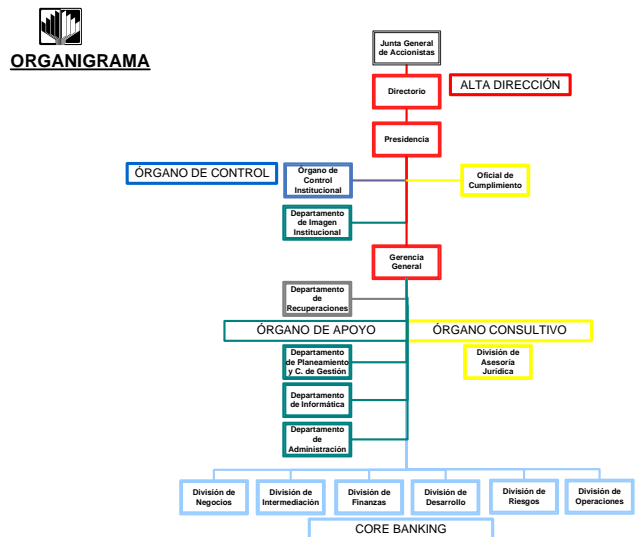 ORGANIGRAMA
Junta General
de Accionistas
Directorio
ALTA DIRECCIÓN
Presidencia
ÓRGANO DE CONTROL
Órgano de
Control
Institucional
Oficial de
Cumplimiento
Departamento
de Imagen
Institucional
Gerencia
General
Departamento
de
Recuperaciones
ÓRGANO DE APOYO
ÓRGANO CONSULTIVO
Departamento
de Planeamiento
y C. de Gestión
División de
Asesoría
Jurídica
Departamento
de Informática
Departamento
de
Administración
División de
Negocios
División de
Intermediación
División de
Finanzas
División de
Desarrollo
División de
Riesgos
División de
Operaciones
CORE BANKING